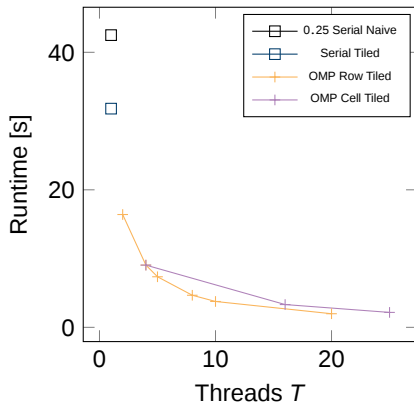 0.25 Serial Naive
Serial Tiled
OMP Row Tiled
OMP Cell Tiled
40
20
0
Runtime [s]
0
10
20
Threads T